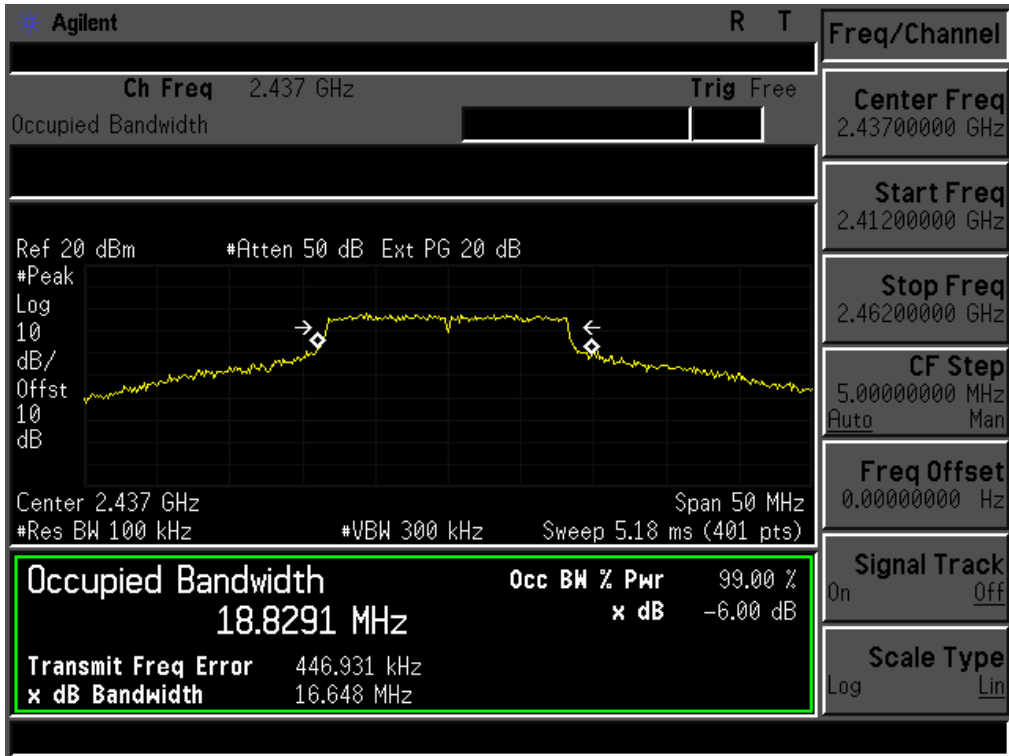 Agilent R T
Ch Freq 2.437 GHz Trig Free
Occupied Bandwidth
Ref 20 dBm #Atten 50 dB Ext PG 20 dB
#Peak
Log
10
dB/
Offst
10
dB
Center 2.437 GHz Span 50 MHz
#Res BW 100 kHz #VBW 300 kHz Sweep 5.18 ms (401 pts)
Occupied Bandwidth Occ BW % Pwr 99.00 %
18.8291 MHz x dB -6.00 dB
Transmit Freq Error 446.931 kHz
x dB Bandwidth 16.648 MHz
Freq/Channel
Center Freq
2.43700000 GHz
Start Freq
2.41200000 GHz
Stop Freq
2.46200000 GHz
CF Step
5.00000000 MHz
Auto Man
Freq Offset
0.00000000 Hz
Signal Track
On Off
Scale Type
Log Lin